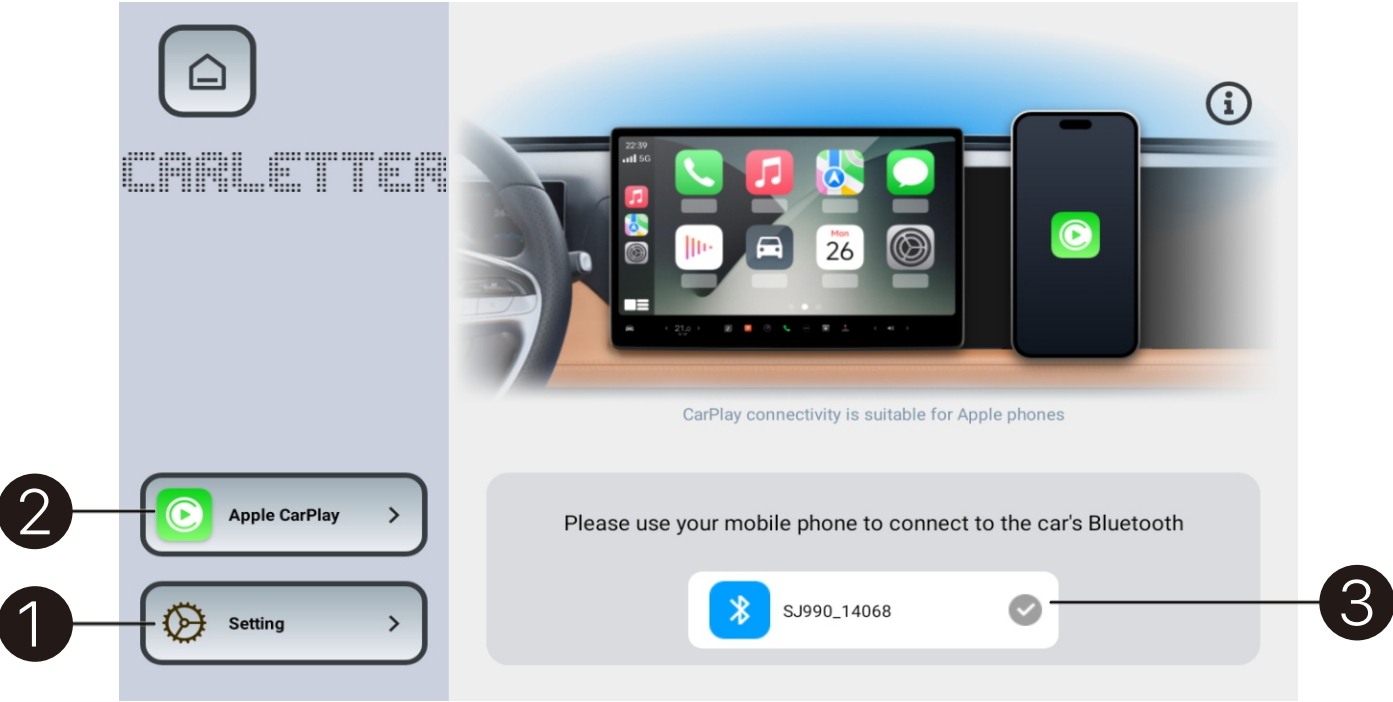 CARLETTER
22:39
5G
Mon
26
21.0
CarPlay connectivity is suitable for Apple phones
2
Apple CarPlay
Please use your mobile phone to connect to the car's Bluetooth
1
Setting
SJ990_14068
3